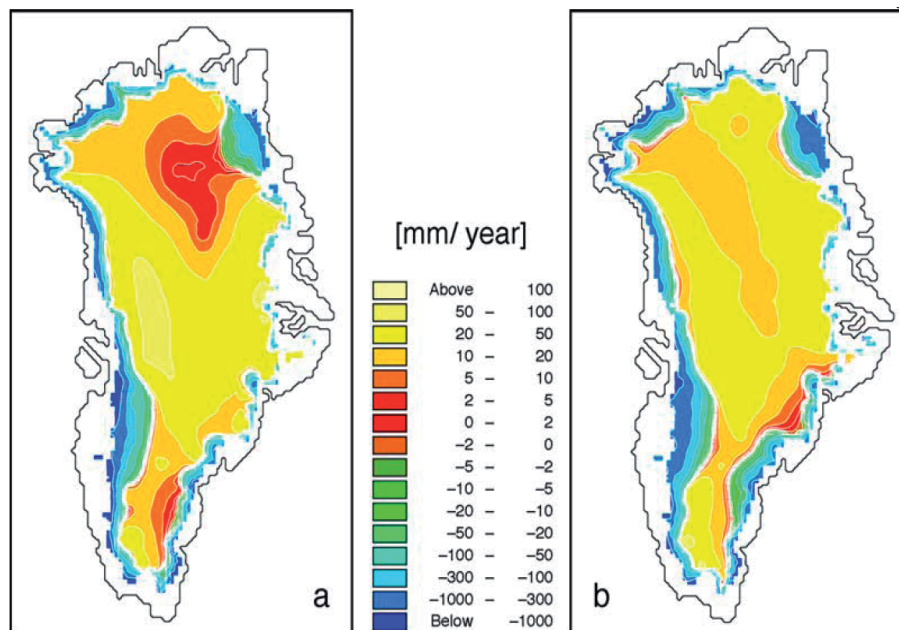 [mm/ year]
Above 100
50 – 100
20 – 50
10 – 20
5 – 10
2 – 5
0 – 2
–2 – 0
–5 – –2
–10 – –5
–20 – –10
–50 – –20
–100 – –50
–300 – –100
–1000 – –300
Below –1000
a
b